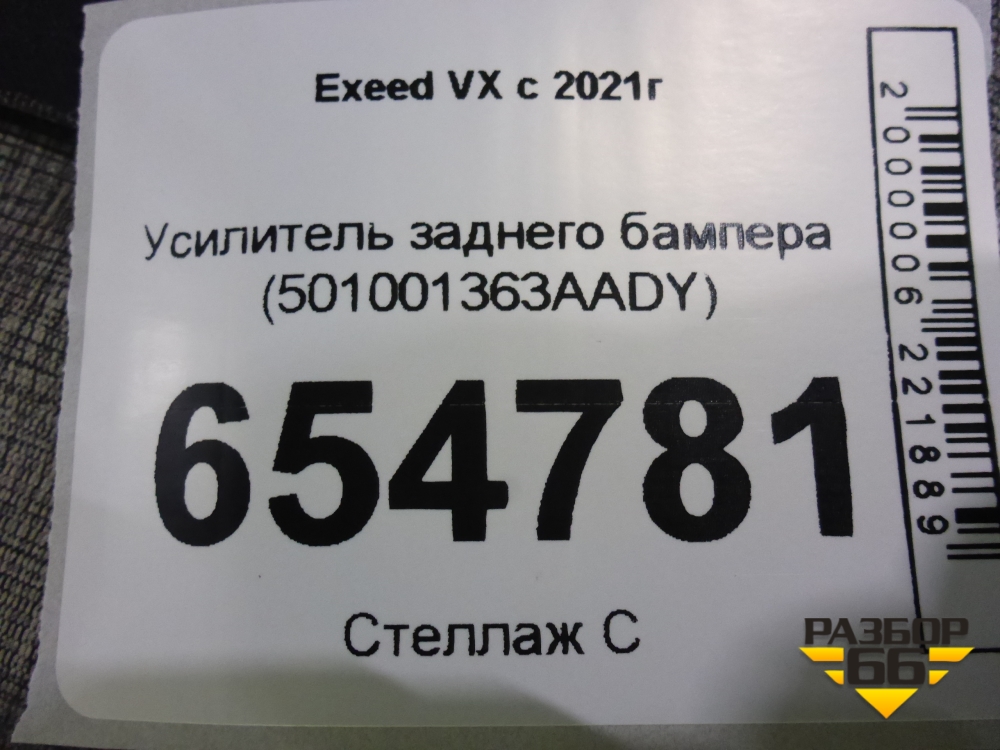 Exeed VX с 2021г
Усилитель заднего бампера
(501001363AADY)
654781
Стеллаж С
2000006221889
РАЗБОР
66